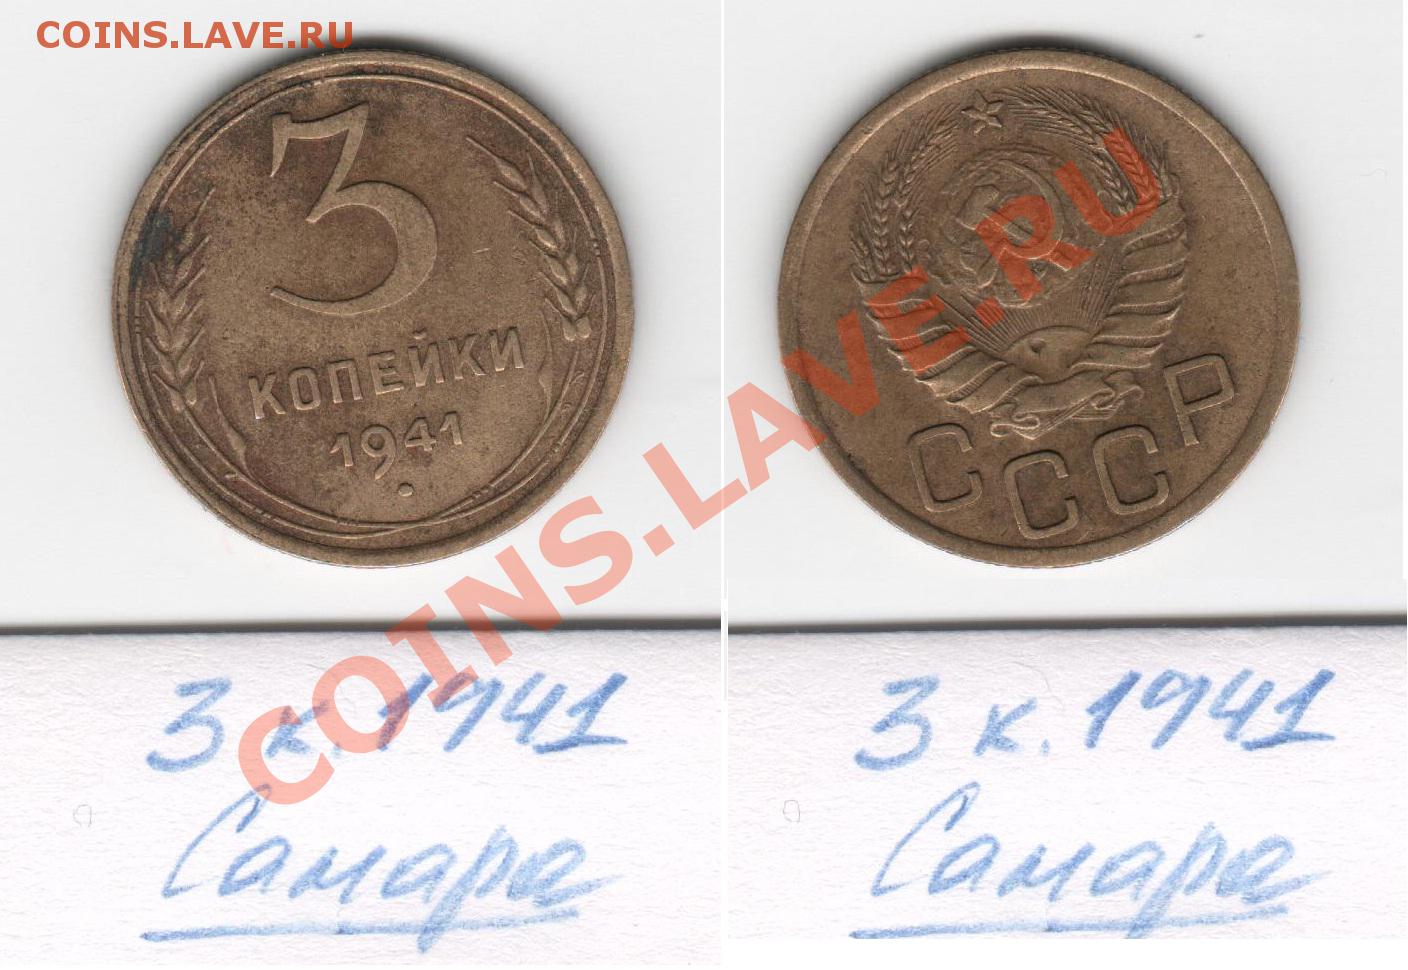 COINS.LAVE.RU
3
КОПЕЙКИ
1941
СССР
COINS.LAVE.RU
3 к. 1941
Самара
3 к. 1941
Самара